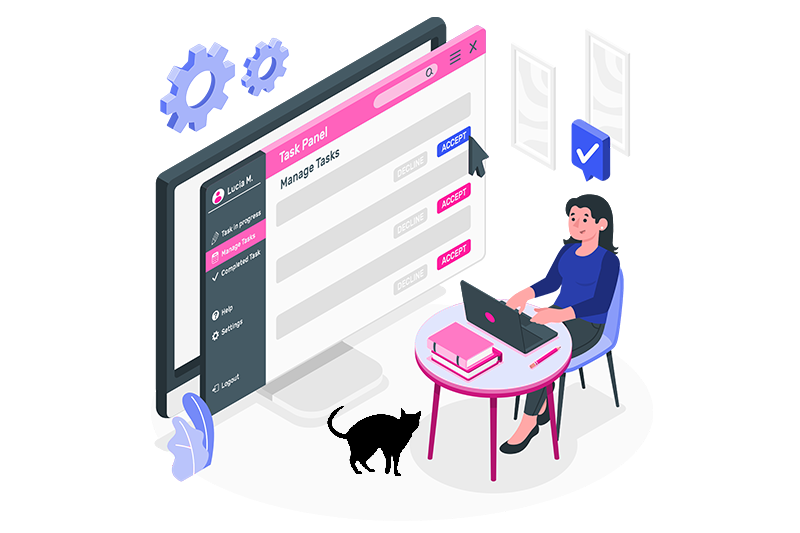 Task Panel
Manage Tasks
Lucia M.
Task in progress
Manage Tasks
Completed Task
Help
Settings
Logout
DECLINE ACCEPT
DECLINE ACCEPT
DECLINE ACCEPT